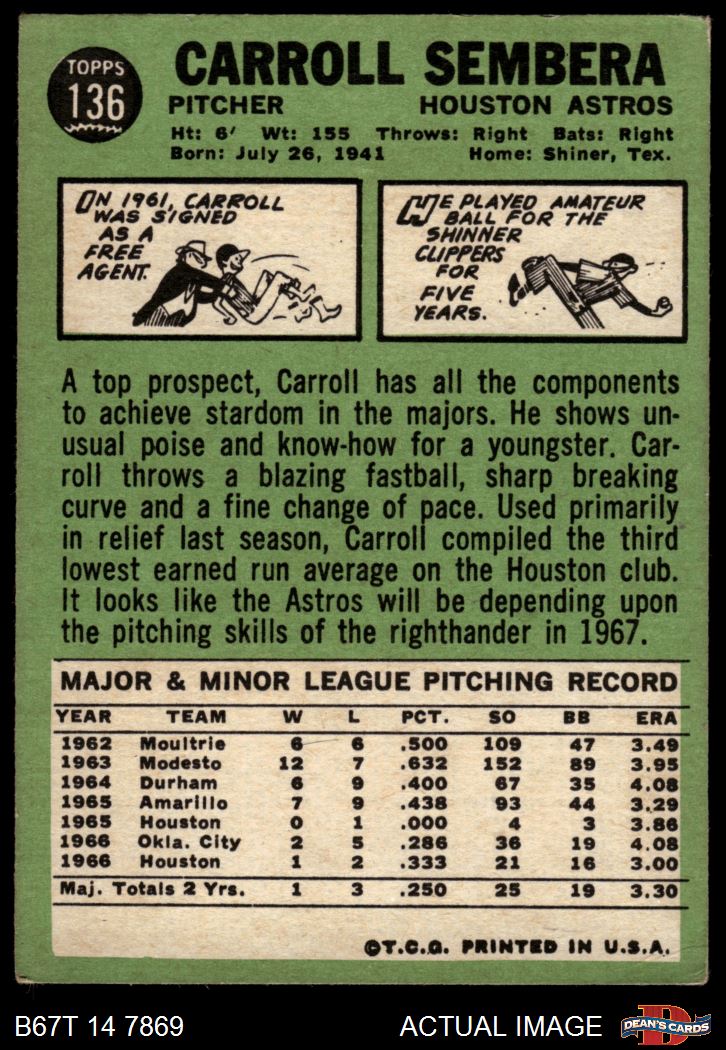 TOPPS
136
CARROLL SEMBERA
PITCHER HOUSTON ASTROS
Ht: 6' Wt: 155 Throws: Right Bats: Right
Born: July 26, 1941 Home: Shiner, Tex.
IN 1961, CARROLL
WAS SIGNED
AS A
FREE
AGENT.
HE PLAYED AMATEUR
BALL FOR THE
SHINNER
CLIPPERS
FOR
FIVE
YEARS.
A top prospect, Carroll has all the components
to achieve stardom in the majors. He shows un-
usual poise and know-how for a youngster. Car-
roll throws a blazing fastball, sharp breaking
curve and a fine change of pace. Used primarily
in relief last season, Carroll compiled the third
lowest earned run average on the Houston club.
It looks like the Astros will be depending upon
the pitching skills of the righthander in 1967.
MAJOR & MINOR LEAGUE PITCHING RECORD
YEAR TEAM W L PCT. SO BB ERA
1962 Moultrie 6 6 .500 109 47 3.49
1963 Modesto 12 7 .632 152 89 3.95
1964 Durham 6 9 .400 67 35 4.08
1965 Amarillo 7 9 .438 93 44 3.29
1965 Houston 0 1 .000 4 3 3.86
1966 Okla. City 2 5 .286 36 19 4.08
1966 Houston 1 2 .333 21 16 3.00
Maj. Totals 2 Yrs. 1 3 .250 25 19 3.30
©T.C.G. PRINTED IN U.S.A.
B67T 14 7869 ACTUAL IMAGE
D
DEAN'S CARDS